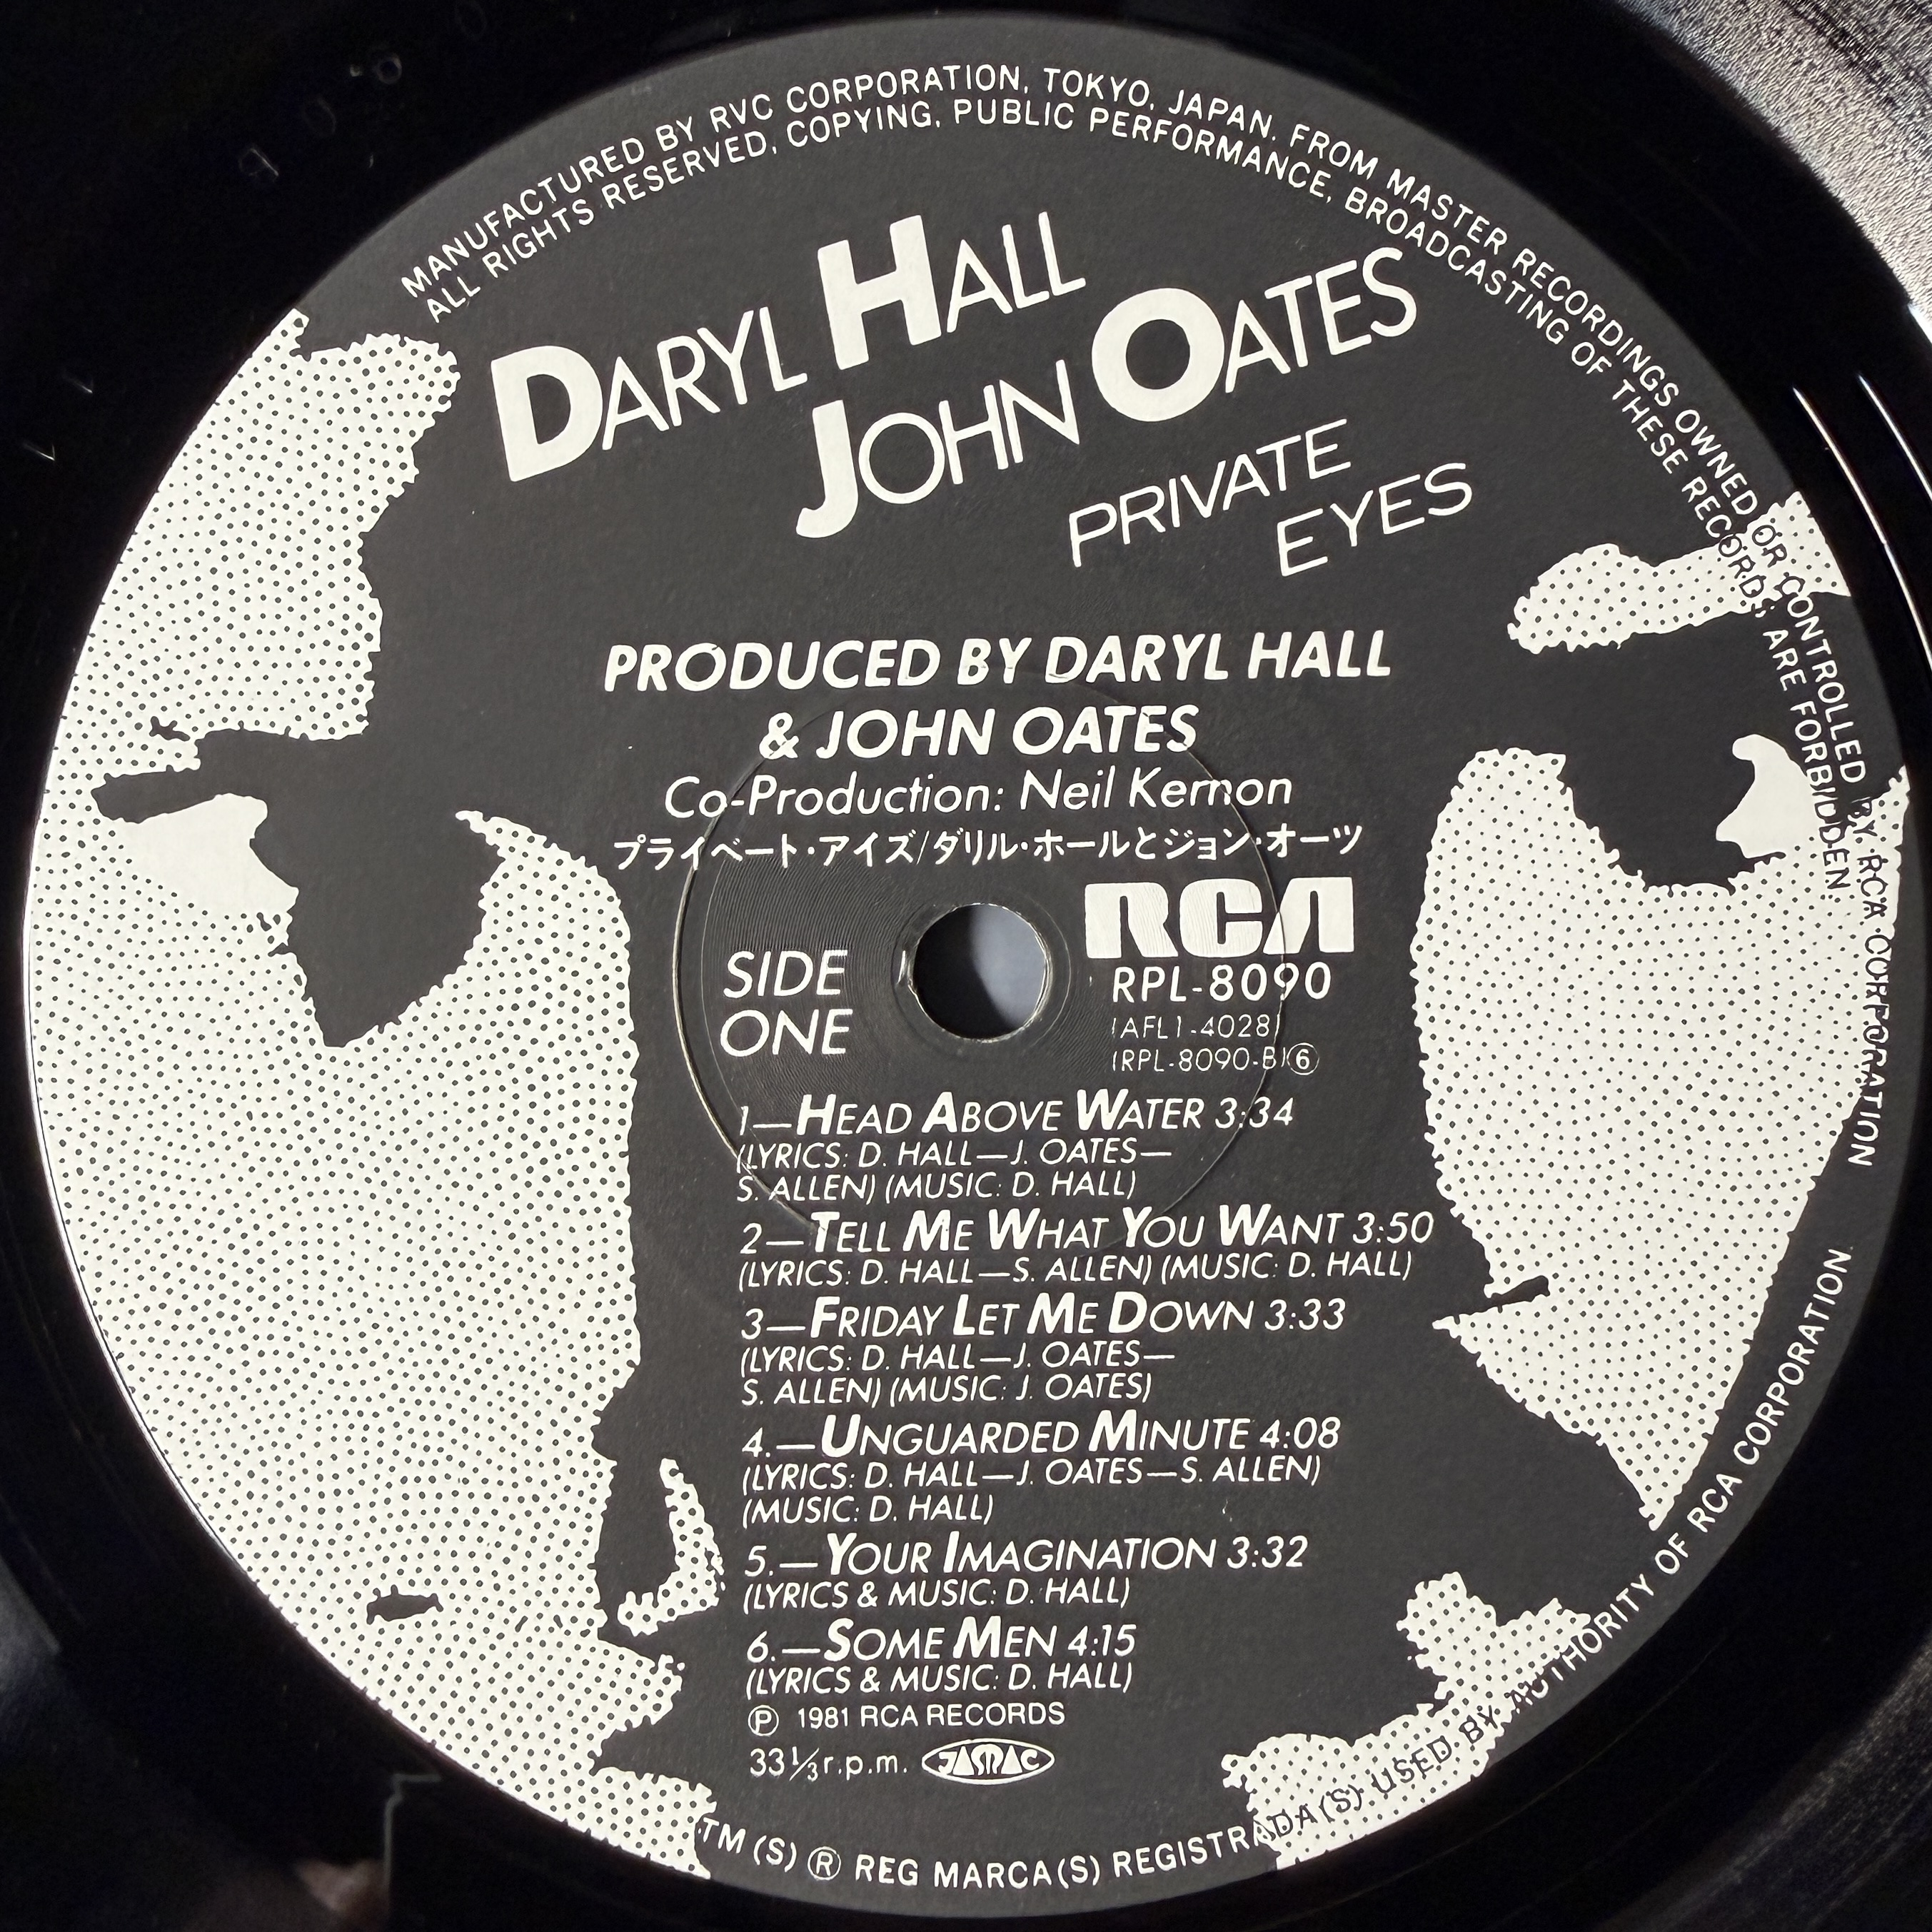 MANUFACTURED BY RVC CORPORATION, TOKYO, JAPAN. FROM MASTER RECORDINGS OWNED OR CONTROLLED BY RCA CORPORATION
ALL RIGHTS RESERVED, COPYING, PUBLIC PERFORMANCE, BROADCASTING OF THESE RECORDS ARE FORBIDDEN
DARYL HALL
JOHN OATES
PRIVATE
EYES
PRODUCED BY DARYL HALL
& JOHN OATES
Co-Production: Neil Kernon
プライベート・アイズ/ダリル・ホールとジョン・オーツ
SIDE
ONE
RCA
RPL-8090
(AFL1-4028)
(RPL-8090-B)⑥
1—HEAD ABOVE WATER 3:34
(LYRICS: D. HALL—J. OATES—
S. ALLEN) (MUSIC: D. HALL)
2—TELL ME WHAT YOU WANT 3:50
(LYRICS: D. HALL—S. ALLEN) (MUSIC: D. HALL)
3—FRIDAY LET ME DOWN 3:33
(LYRICS: D. HALL—J. OATES—
S. ALLEN) (MUSIC: J. OATES)
4.—UNGUARDED MINUTE 4:08
(LYRICS: D. HALL—J. OATES—S. ALLEN)
(MUSIC: D. HALL)
5.—YOUR IMAGINATION 3:32
(LYRICS & MUSIC: D. HALL)
6.—SOME MEN 4:15
(LYRICS & MUSIC: D. HALL)
Ⓟ 1981 RCA RECORDS
33⅓r.p.m. JASRAC
TM(S) ® REG MARCA(S) REGISTRADA(S) USED BY AUTHORITY OF RCA CORPORATION